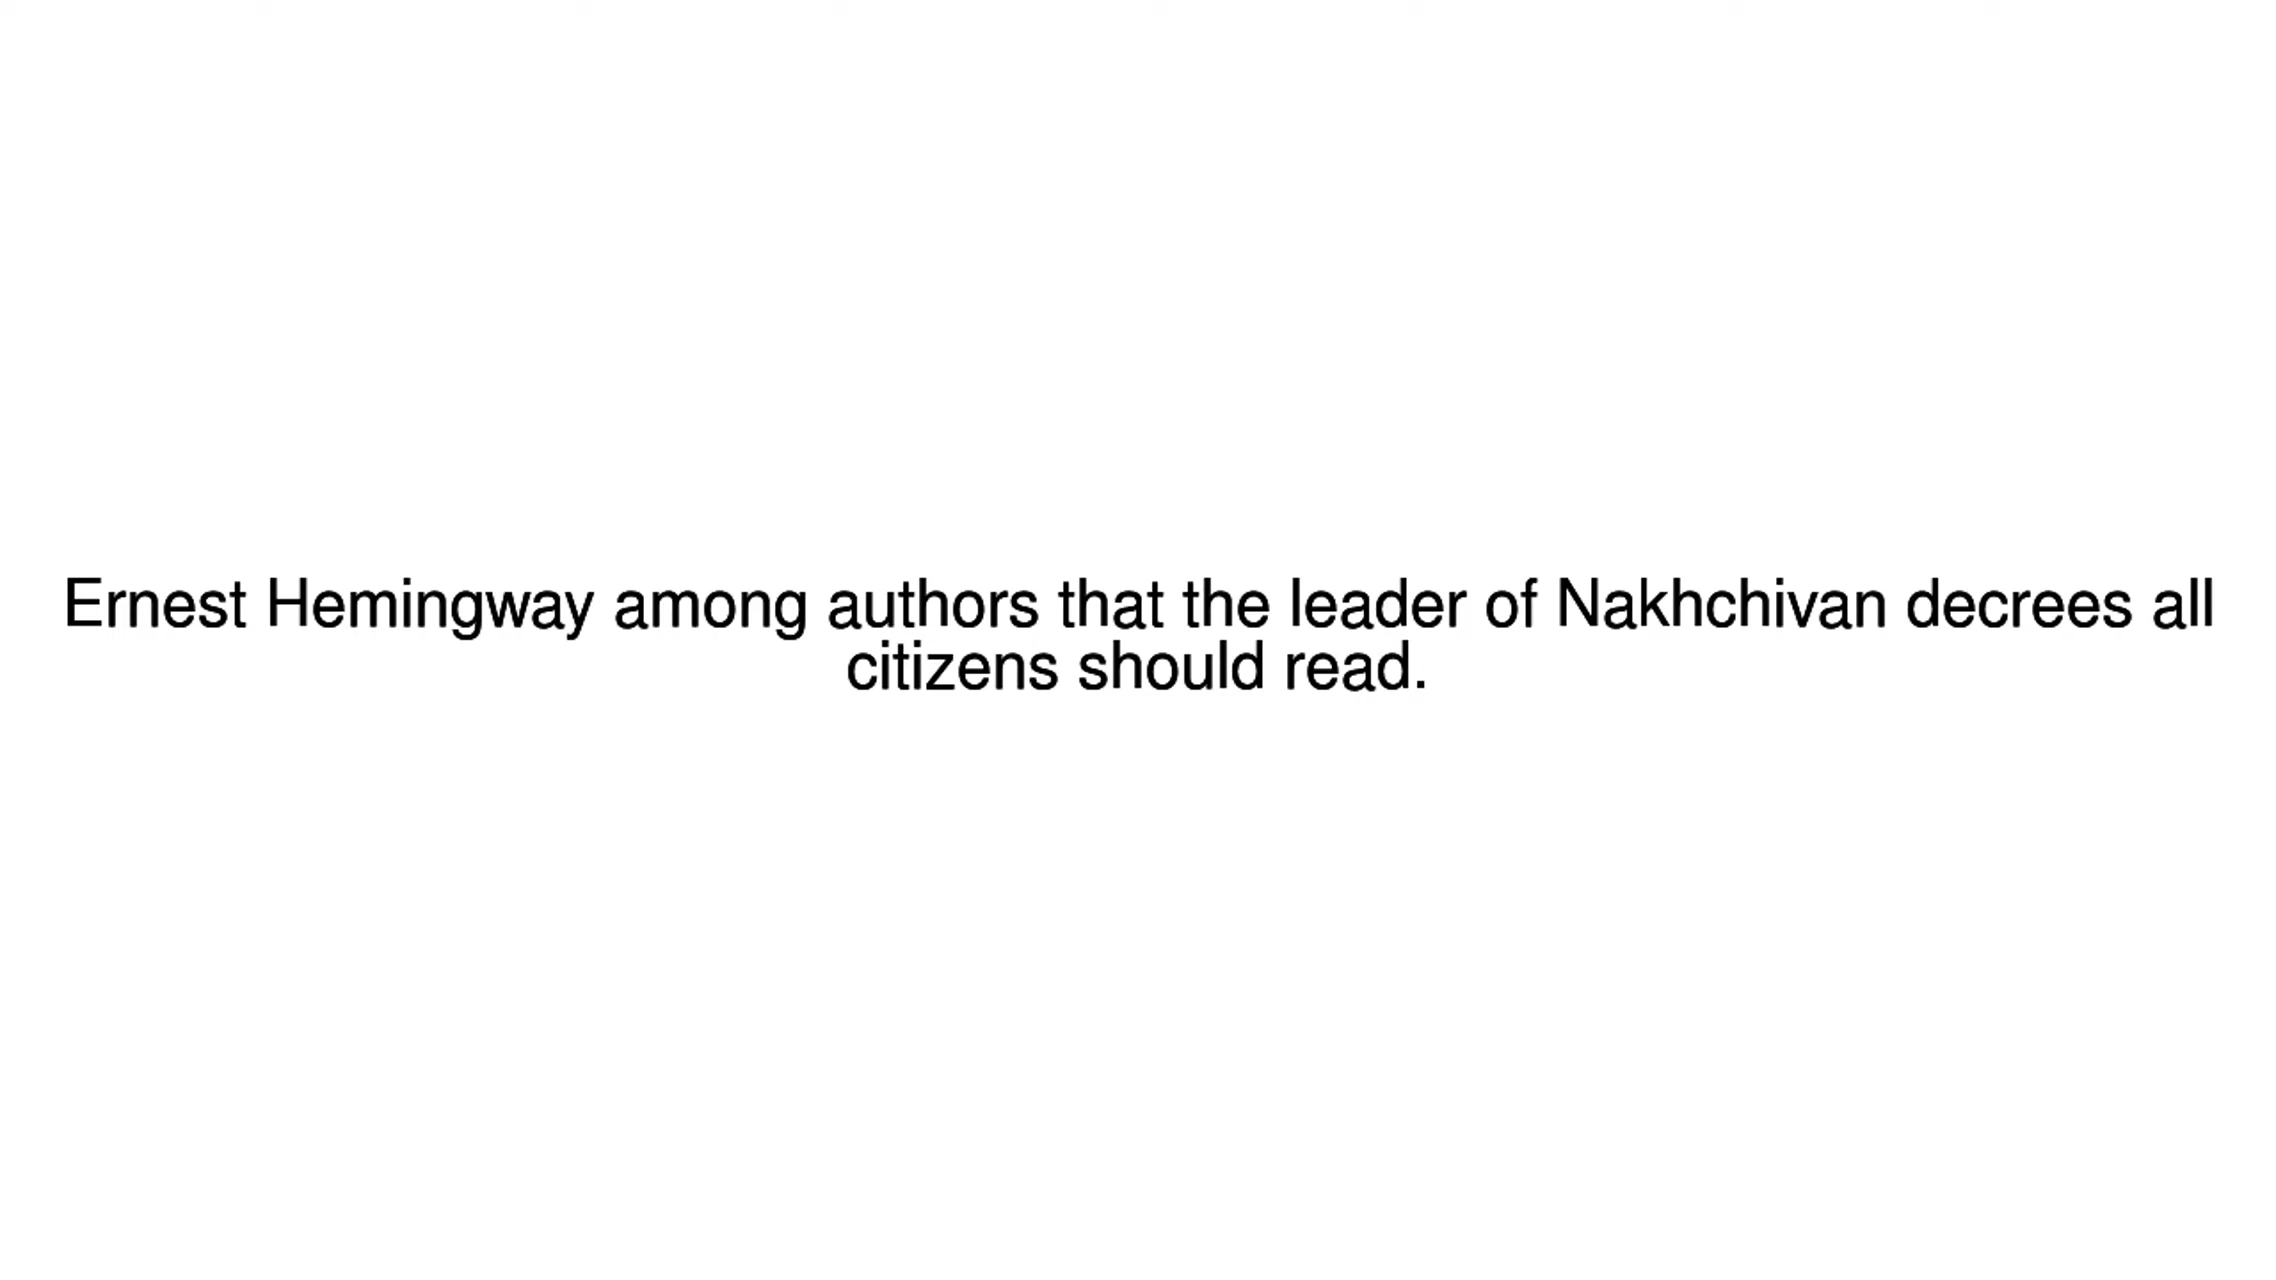 Ernest Hemingway among authors that the leader of Nakhchivan decrees all
citizens should read.